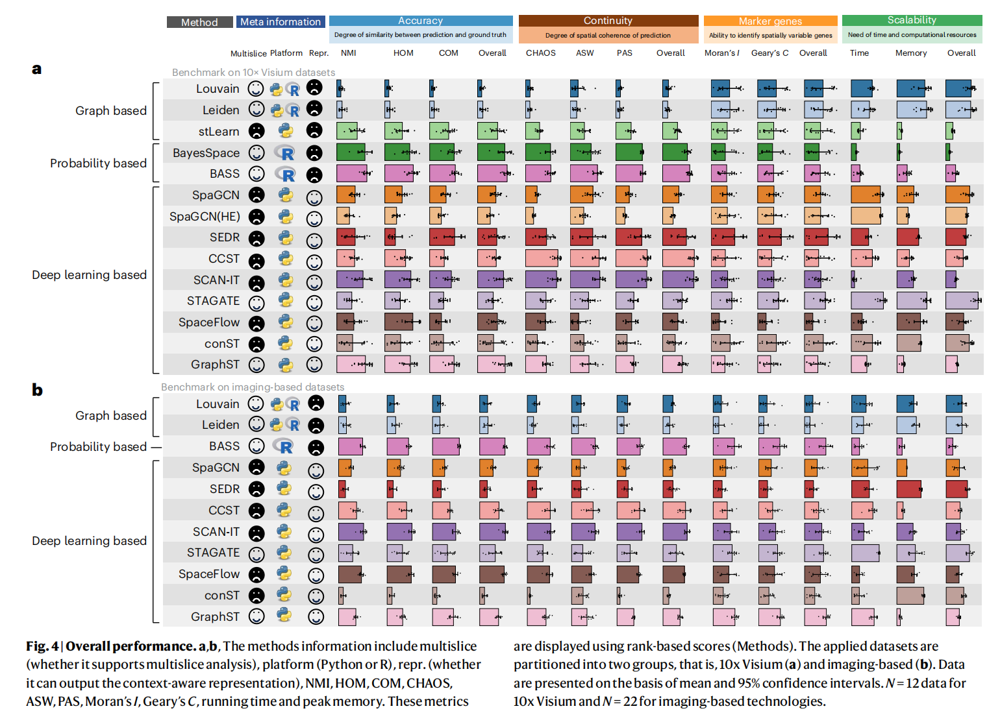 Method Meta information Accuracy Continuity Marker genes Scalability
Degree of similarity between prediction and ground truth Degree of spatial coherence of prediction Ability to identify spatially variable genes Need of time and computational resources
Multislice Platform Repr. NMI HOM COM Overall CHAOS ASW PAS Overall Moran's I Geary's C Overall Time Memory Overall
a
Benchmark on 10× Visium datasets
Graph based
Louvain R
Leiden R
stLearn
Probability based
BayesSpace R
BASS R
Deep learning based
SpaGCN
SpaGCN(HE)
SEDR
CCST
SCAN-IT
STAGATE
SpaceFlow
conST
GraphST
b
Benchmark on imaging-based datasets
Graph based
Louvain R
Leiden R
Probability based
BASS R
Deep learning based
SpaGCN
SEDR
CCST
SCAN-IT
STAGATE
SpaceFlow
conST
GraphST
Fig. 4 | Overall performance. a,b, The methods information include multislice
(whether it supports multislice analysis), platform (Python or R), repr. (whether
it can output the context-aware representation), NMI, HOM, COM, CHAOS,
ASW, PAS, Moran's I, Geary's C, running time and peak memory. These metrics
are displayed using rank-based scores (Methods). The applied datasets are
partitioned into two groups, that is, 10x Visium (a) and imaging-based (b). Data
are presented on the basis of mean and 95% confidence intervals. N = 12 data for
10x Visium and N = 22 for imaging-based technologies.